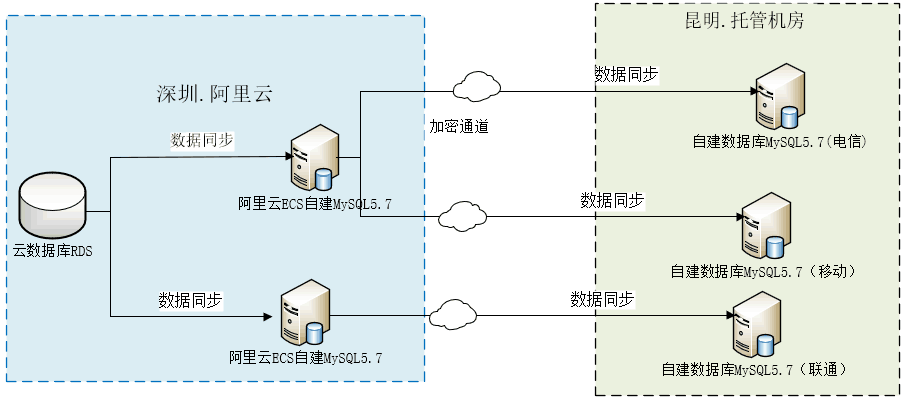 昆明.托管机房
深圳.阿里云
数据同步
加密通道
数据同步
自建数据库MySQL5.7(电信)
阿里云ECS自建MySQL5.7
数据同步
云数据库RDS
自建数据库MySQL5.7（移动）
数据同步
数据同步
阿里云ECS自建MySQL5.7
自建数据库MySQL5.7（联通）